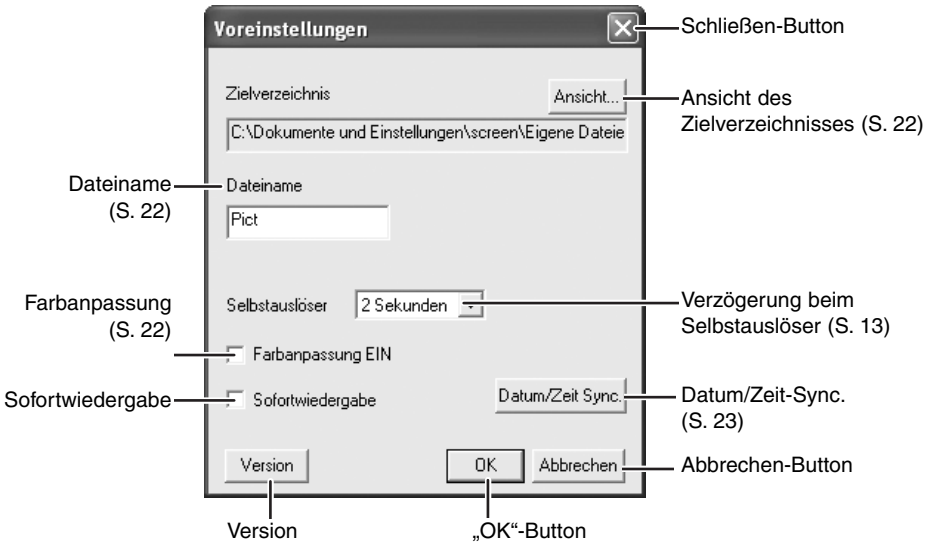 Voreinstellungen
Schließen-Button
Zielverzeichnis
Ansicht...
Ansicht des
Zielverzeichnisses (S. 22)
C:\Dokumente und Einstellungen\screen\Eigene Dateie
Dateiname
(S. 22)
Dateiname
Pict
Farbanpassung
(S. 22)
Selbstauslöser
2 Sekunden
Verzögerung beim
Selbstauslöser (S. 13)
Farbanpassung EIN
Sofortwiedergabe
Sofortwiedergabe
Datum/Zeit Sync.
Datum/Zeit-Sync.
(S. 23)
Version
OK
Abbrechen
Abbrechen-Button
Version
„OK“-Button